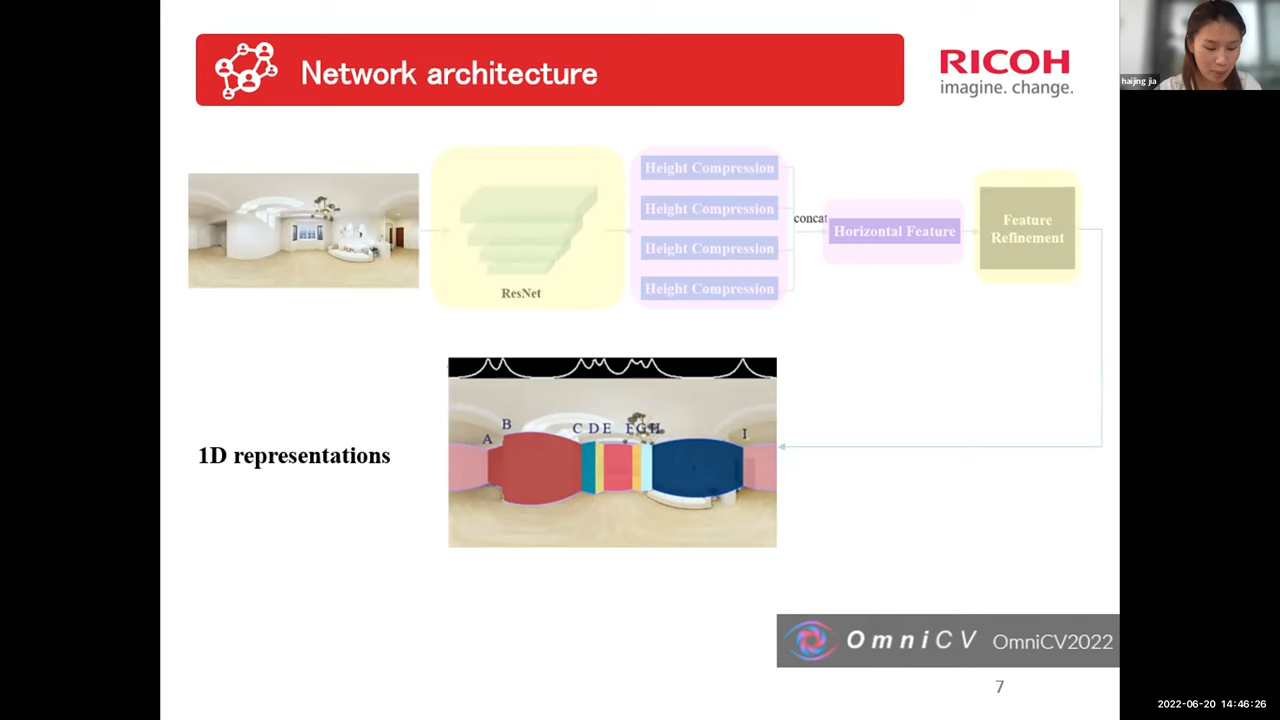 Network architecture
RICOH
imagine. change.
haijing jia
Height Compression
Height Compression
Height Compression
Height Compression
concat
Horizontal Feature
Feature
Refinement
ResNet
A B C D E F G H I
1D representations
OmniCV OmniCV2022
7
2022-06-20 14:46:26